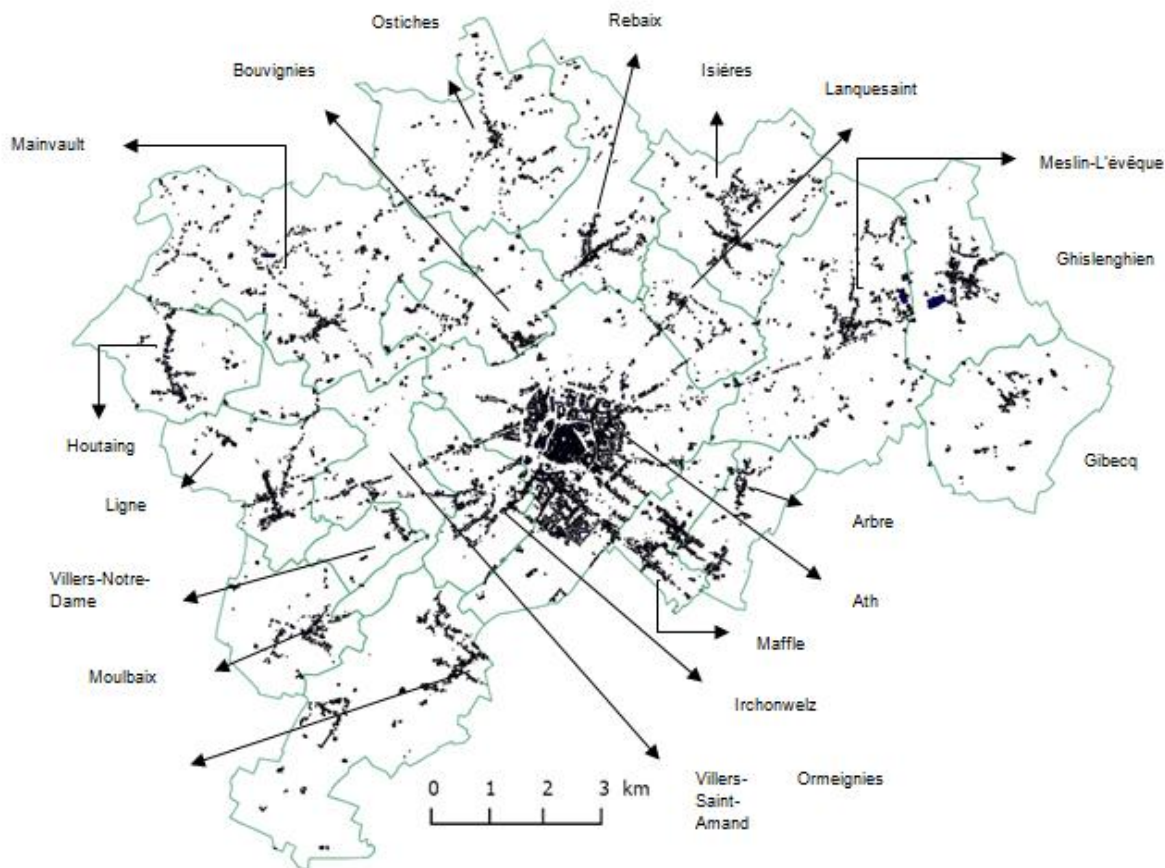 Ostiches
Rebaix
Bouvignies
Isiéres
Lanquesaint
Mainvault
Meslin-L'évêque
Ghislenghien
Houtaing
Gibecq
Ligne
Arbre
Villers-Notre-
Dame
Ath
Maffle
Moulbaix
Irchonwelz
Villers- Ormeignies
Saint-
Amand
0 1 2 3 km